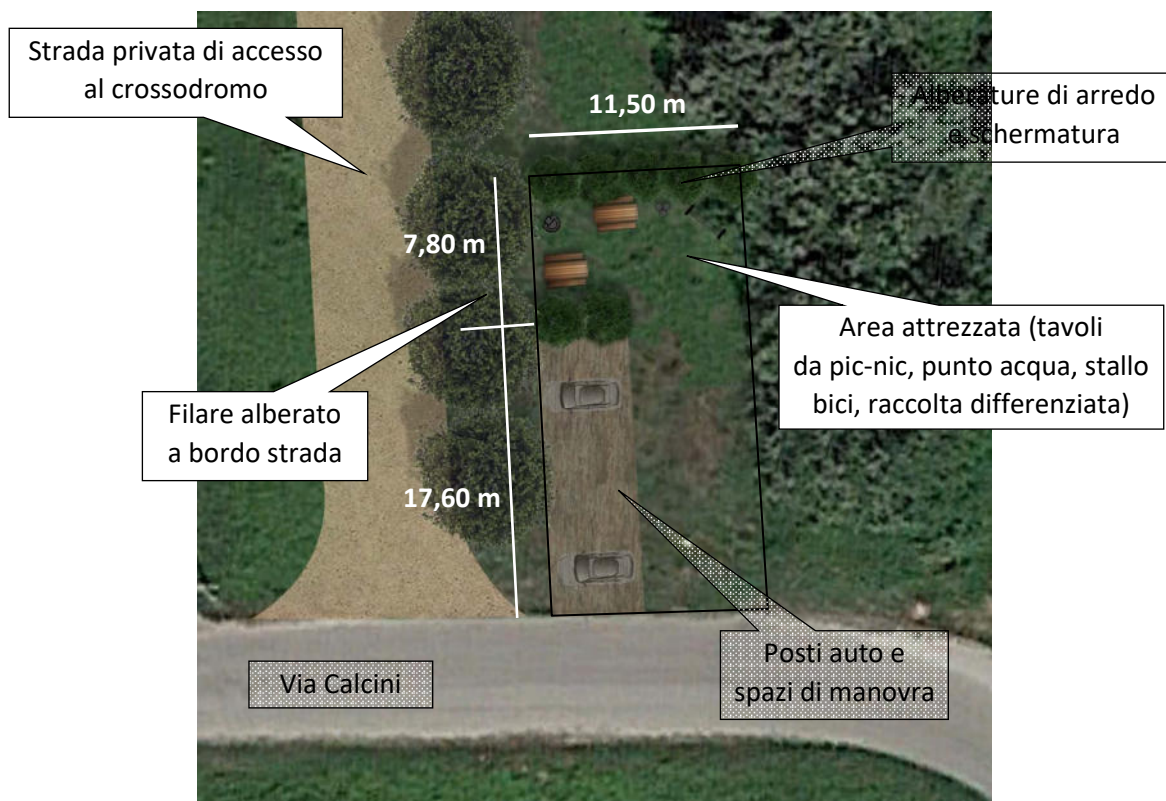 Strada privata di accesso
al crossodromo
11,50 m
Alberature di arredo
e schermatura
7,80 m
Area attrezzata (tavoli
da pic-nic, punto acqua, stallo
bici, raccolta differenziata)
Filare alberato
a bordo strada
17,60 m
Posti auto e
spazi di manovra
Via Calcini